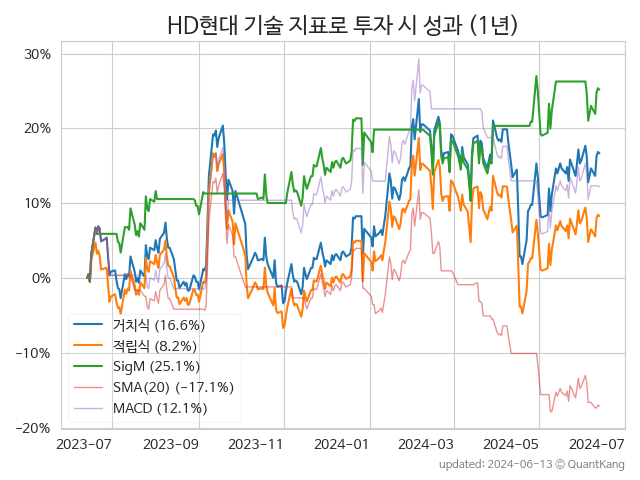 HD현대 기술 지표로 투자 시 성과 (1년)
30%
20%
10%
0%
−10%
−20%
거치식 (16.6%)
적립식 (8.2%)
SigM (25.1%)
SMA(20) (−17.1%)
MACD (12.1%)
2023-07 2023-09 2023-11 2024-01 2024-03 2024-05 2024-07
updated: 2024-06-13 ⓒ QuantKang